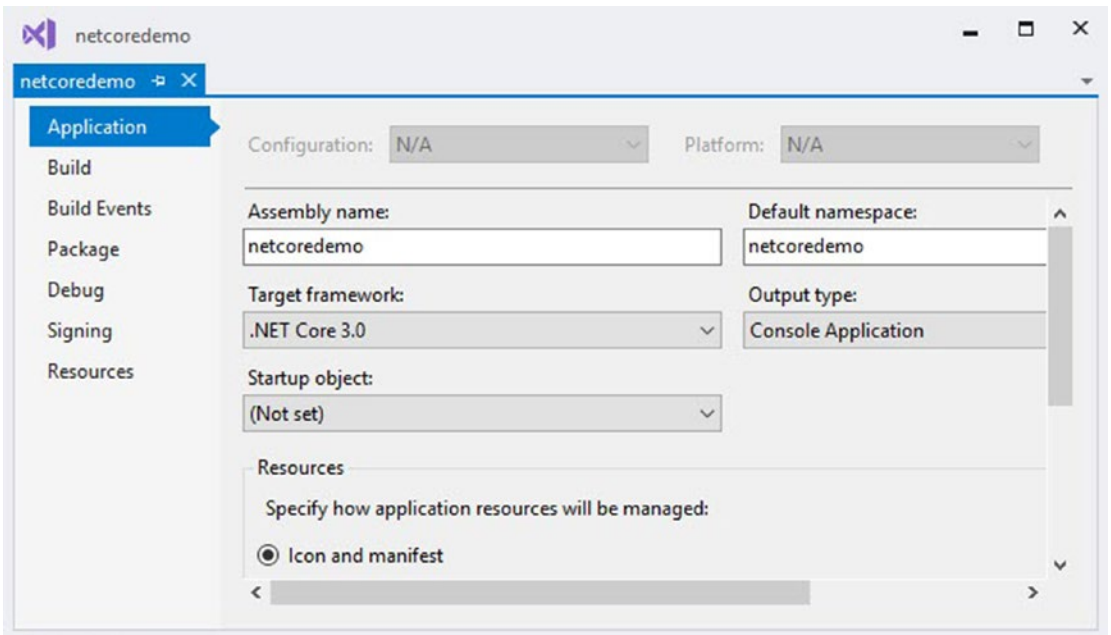 netcoredemo
netcoredemo
Application
Build
Build Events
Package
Debug
Signing
Resources
Configuration: N/A Platform: N/A
Assembly name: Default namespace:
netcoredemo netcoredemo
Target framework: Output type:
.NET Core 3.0 Console Application
Startup object:
(Not set)
Resources
Specify how application resources will be managed:
Icon and manifest